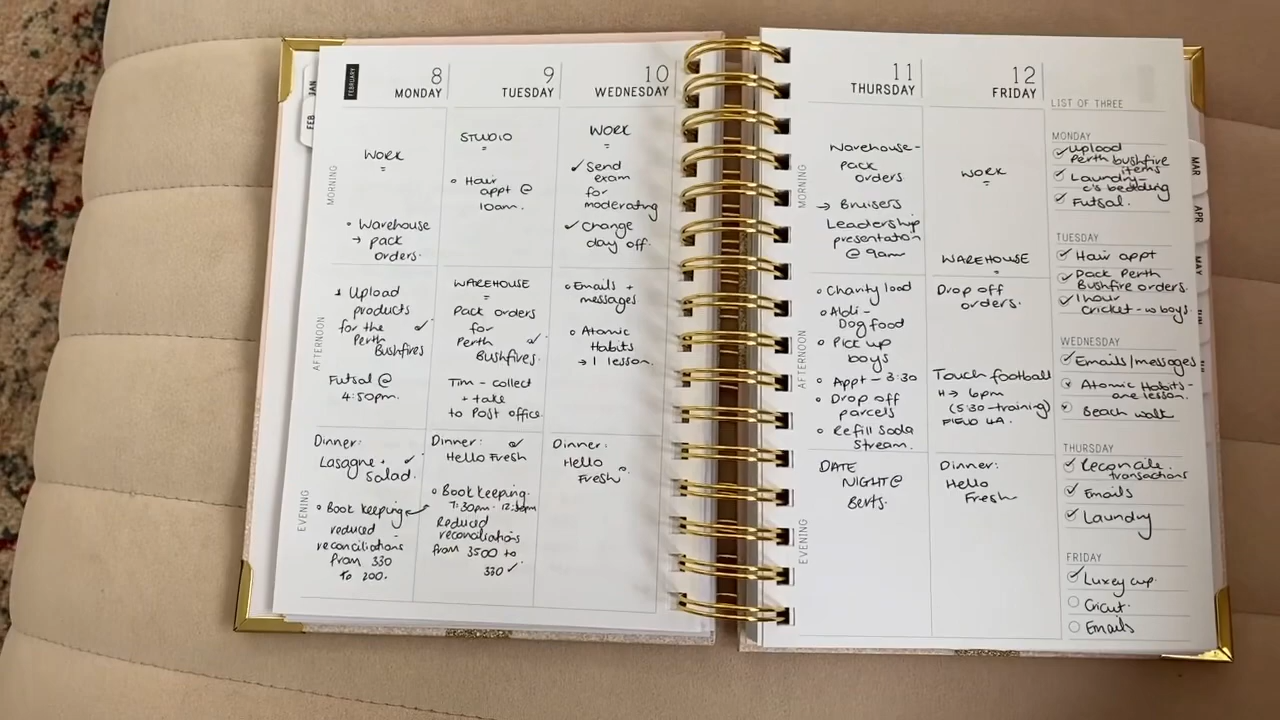 JAN
FEB
FEBRUARY
8
MONDAY
9
TUESDAY
10
WEDNESDAY
MORNING
WORK
Warehouse
→ pack
orders.
STUDIO
Hair
appt @
10am.
WORK
✓ Send
exam
for
moderating
✓ Change
day off.
AFTERNOON
Upload
products
for the
Perth
Bushfires
Futsal @
4:50pm.
WAREHOUSE
Pack orders
for
Perth
Bushfires.
Tim - collect
+ take
to Post office.
Emails +
messages
Atomic
Habits
→ 1 lesson.
EVENING
Dinner:
Lasagne +
salad.
Book keeping
reduced
reconciliations
from 330
to 200.
Dinner:
Hello Fresh
Book keeping.
Reduced
reconciliations
from 3500 to
330 ✓
Dinner:
Hello
Fresh
11
THURSDAY
12
FRIDAY
MORNING
Warehouse-
pack
orders
→ Bruisers
Leadership
presentation
@ 9am
WORK
WAREHOUSE
AFTERNOON
Charity load
Aldi-
Dog food
Pick up
boys
Appt - 3:30
Drop off
parcels
Refill Soda
Stream.
Drop off
orders.
Touch football
6pm
(5:30 - training)
FIELD 4A.
EVENING
DATE
NIGHT @
Berts.
Dinner:
Hello
Fresh
LIST OF THREE
MONDAY
Upload
Perth bushfire
items
Laundry-
c's bedding
Futsal.
TUESDAY
Hair appt
Pack Perth
Bushfire orders.
1 hour
cricket - w boys.
WEDNESDAY
Emails/messages
Atomic Habits-
one lesson.
Beach walk
THURSDAY
Reconcile
transactions
Emails
Laundry
FRIDAY
Luxey cup.
Cricut.
Emails
MAR
APR
MAY